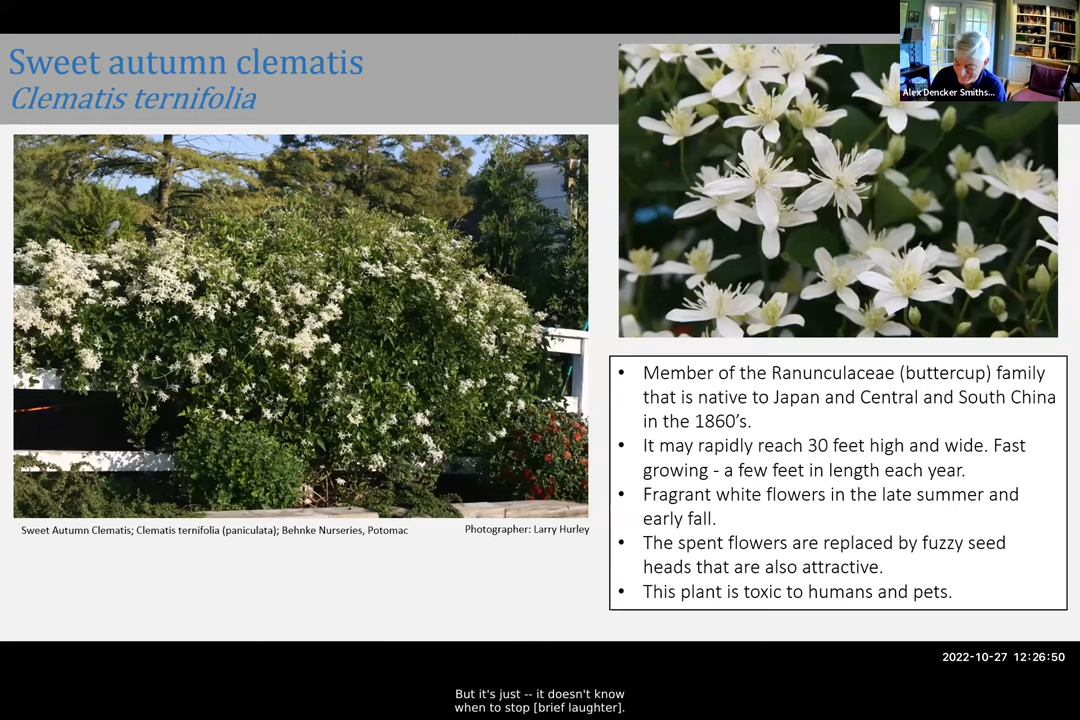 Sweet autumn clematis
Clematis ternifolia
Alex Dencker Smiths...
Sweet Autumn Clematis; Clematis ternifolia (paniculata); Behnke Nurseries, Potomac
Photographer: Larry Hurley
• Member of the Ranunculaceae (buttercup) family
that is native to Japan and Central and South China
in the 1860’s.
• It may rapidly reach 30 feet high and wide. Fast
growing - a few feet in length each year.
• Fragrant white flowers in the late summer and
early fall.
• The spent flowers are replaced by fuzzy seed
heads that are also attractive.
• This plant is toxic to humans and pets.
2022-10-27 12:26:50
But it's just -- it doesn't know
when to stop [brief laughter].